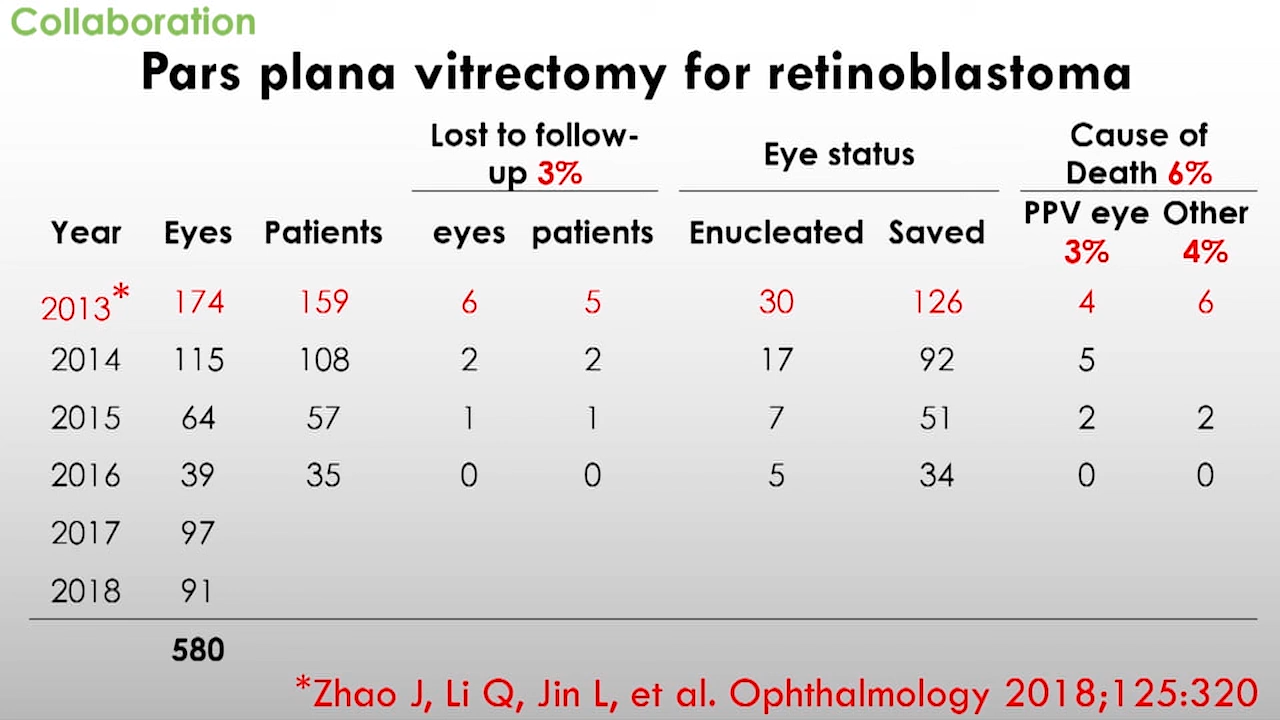 Collaboration
Pars plana vitrectomy for retinoblastoma
Lost to follow-
up 3%
Eye status
Cause of
Death 6%
Year Eyes Patients eyes patients Enucleated Saved PPV eye Other
3% 4%
2013* 174 159 6 5 30 126 4 6
2014 115 108 2 2 17 92 5
2015 64 57 1 1 7 51 2 2
2016 39 35 0 0 5 34 0 0
2017 97
2018 91
580
*Zhao J, Li Q, Jin L, et al. Ophthalmology 2018;125:320